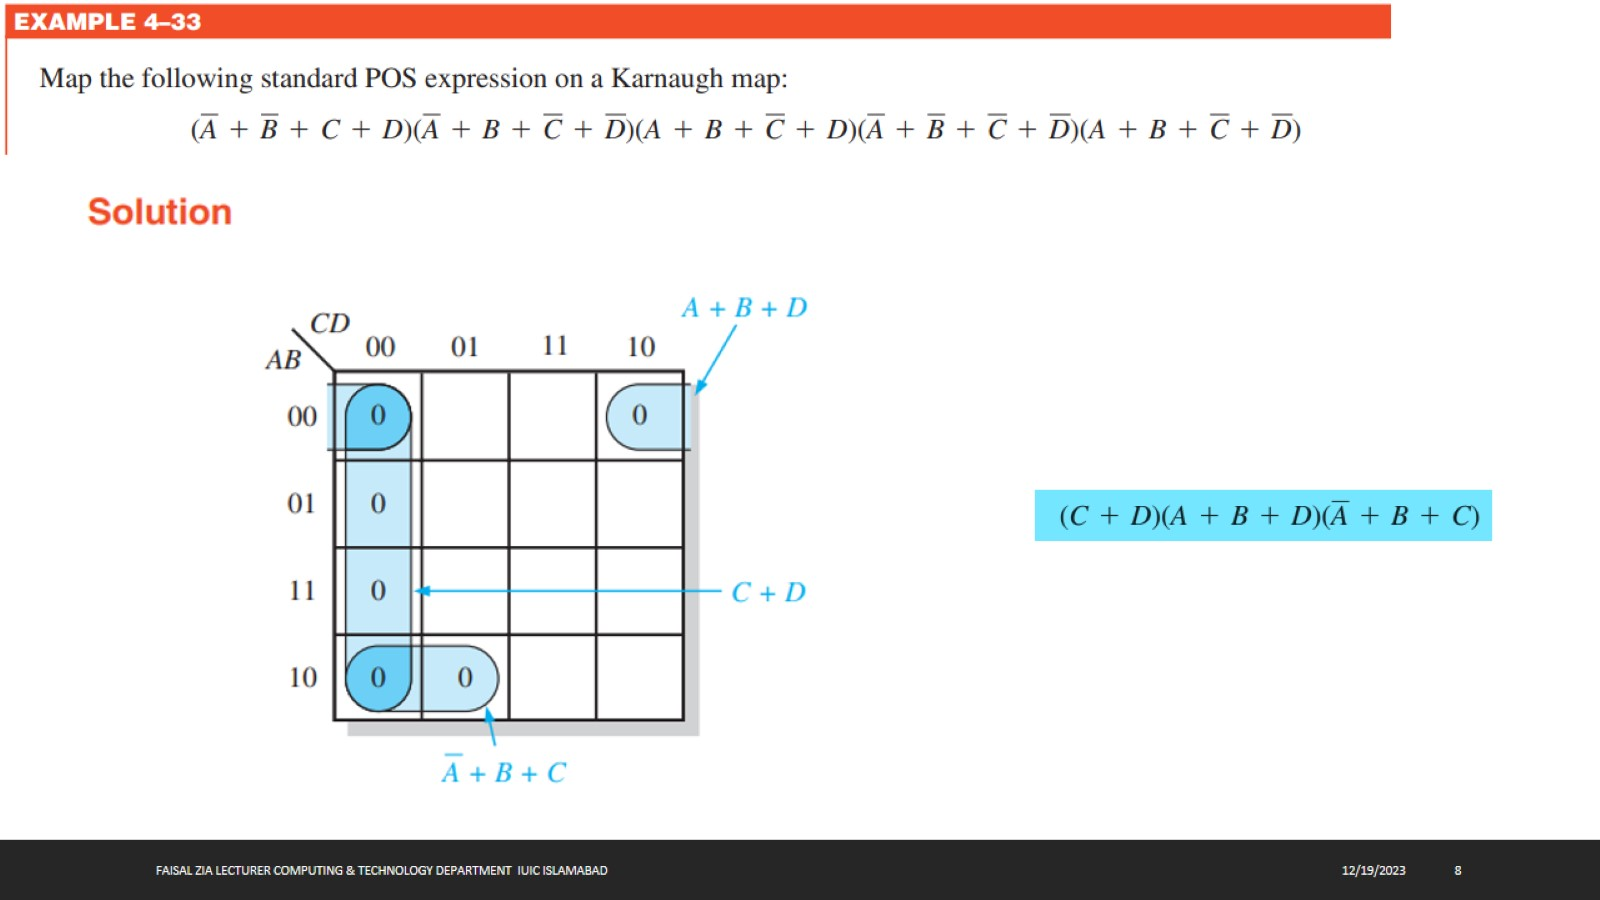 EXAMPLE 4–33
Map the following standard POS expression on a Karnaugh map:
(A̅ + B̅ + C + D)(A̅ + B + C̅ + D̅)(A + B + C̅ + D)(A̅ + B̅ + C̅ + D̅)(A + B + C̅ + D̅)
Solution
A + B + D
CD
AB
00 01 11 10
00 0 0
01 0
11 0
C + D
10 0 0
A̅ + B + C
(C + D)(A + B + D)(A̅ + B + C)
FAISAL ZIA LECTURER COMPUTING & TECHNOLOGY DEPARTMENT IUIC ISLAMABAD
12/19/2023
8